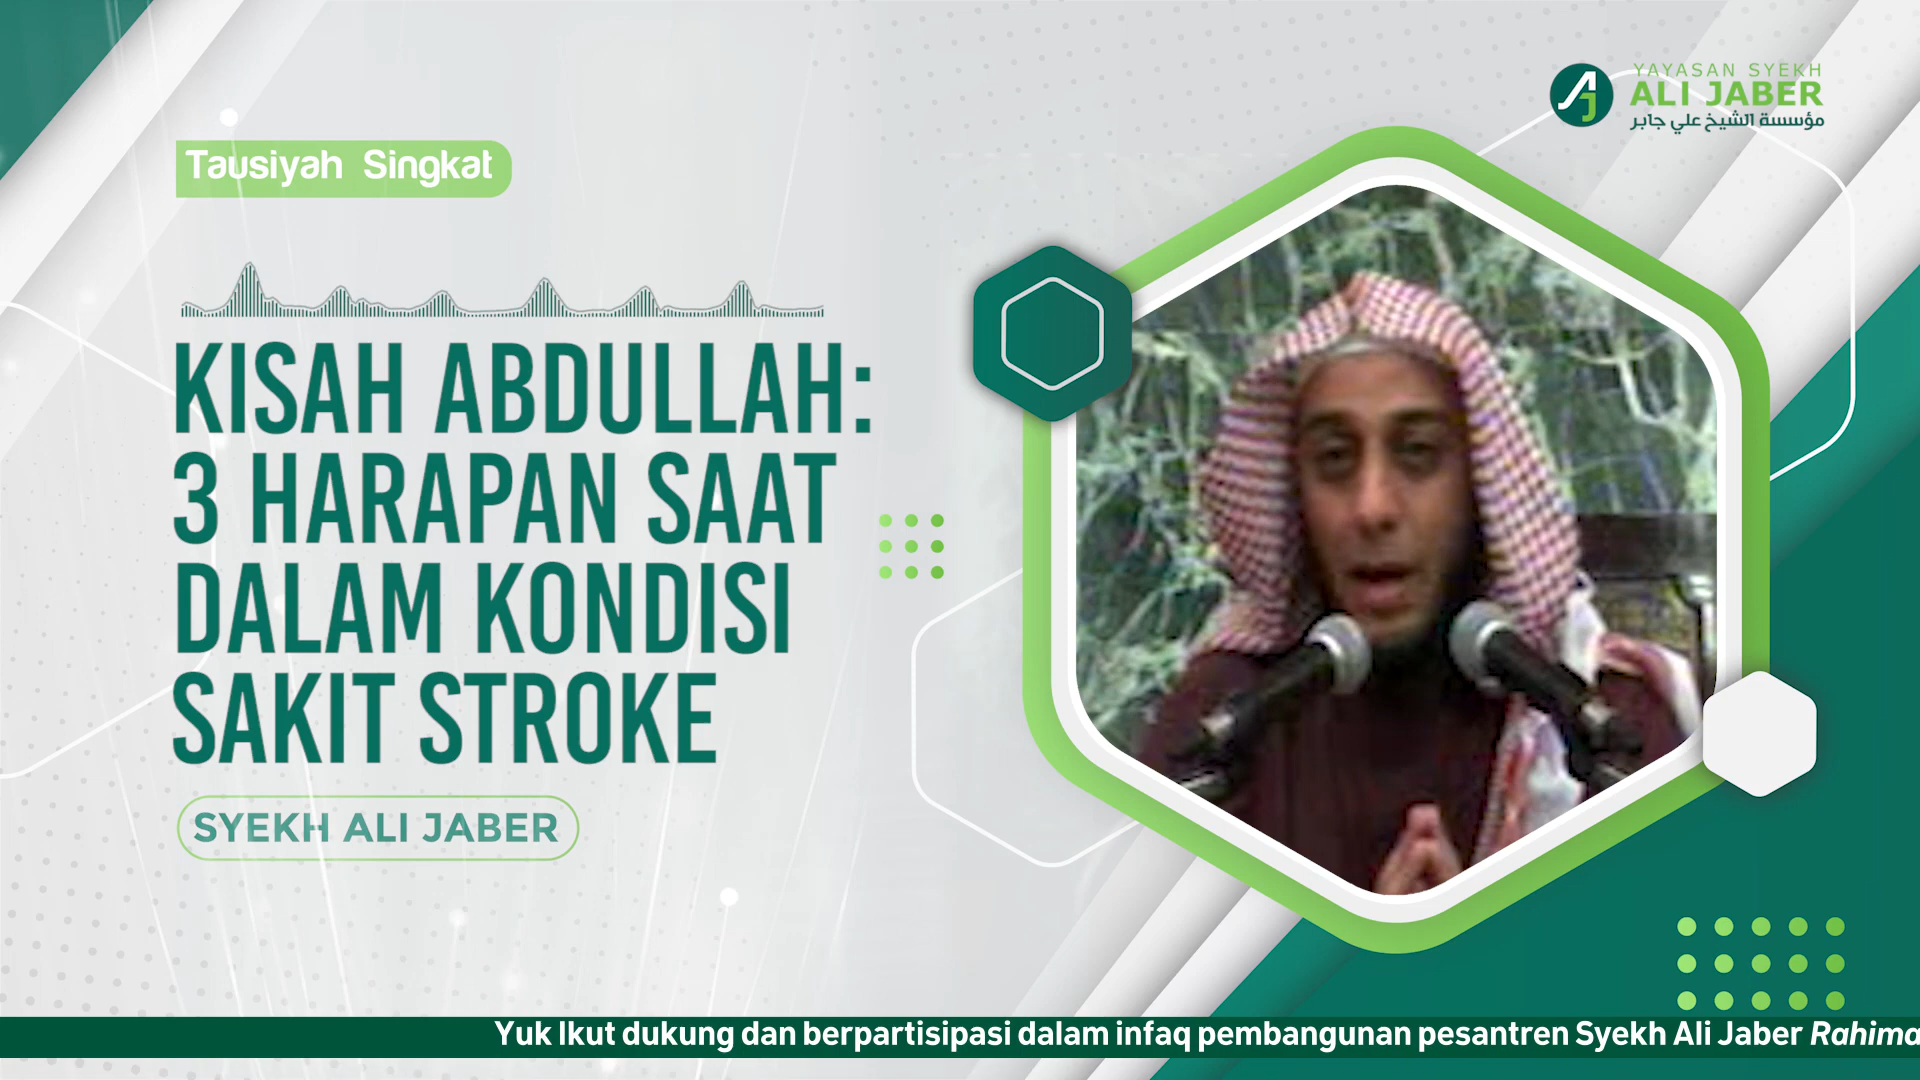 YAYASAN SYEKH
ALI JABER
مؤسسة الشيخ علي جابر
Tausiyah Singkat
KISAH ABDULLAH:
3 HARAPAN SAAT
DALAM KONDISI
SAKIT STROKE
SYEKH ALI JABER
Yuk Ikut dukung dan berpartisipasi dalam infaq pembangunan pesantren Syekh Ali Jaber Rahima